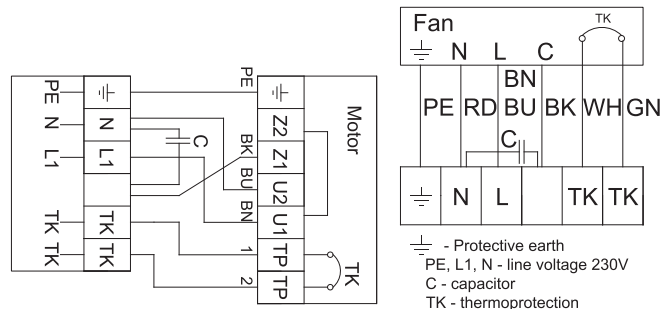 PE
N
L1
TK
TK
N
L1
TK
TK
C
PE
BK
BU
BN
1
2
Z2
Z1
U2
U1
TP
TP
Motor
TK
Fan
TK
N L C
BN
PE RD BU BK WH GN
C
N L TK TK
- Protective earth
PE, L1, N - line voltage 230V
C - capacitor
TK - thermoprotection